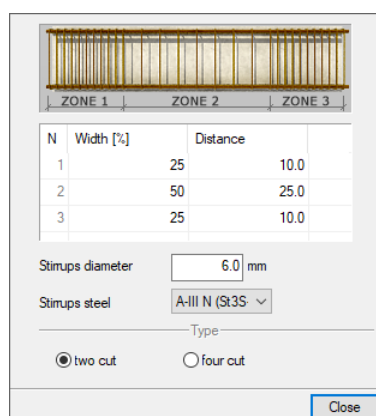 ZONE 1 ZONE 2 ZONE 3
N Width [%] Distance
1 25 10.0
2 50 25.0
3 25 10.0
Stirrups diameter 6.0 mm
Stirrups steel A-III N (St3S
Type
two cut four cut
Close